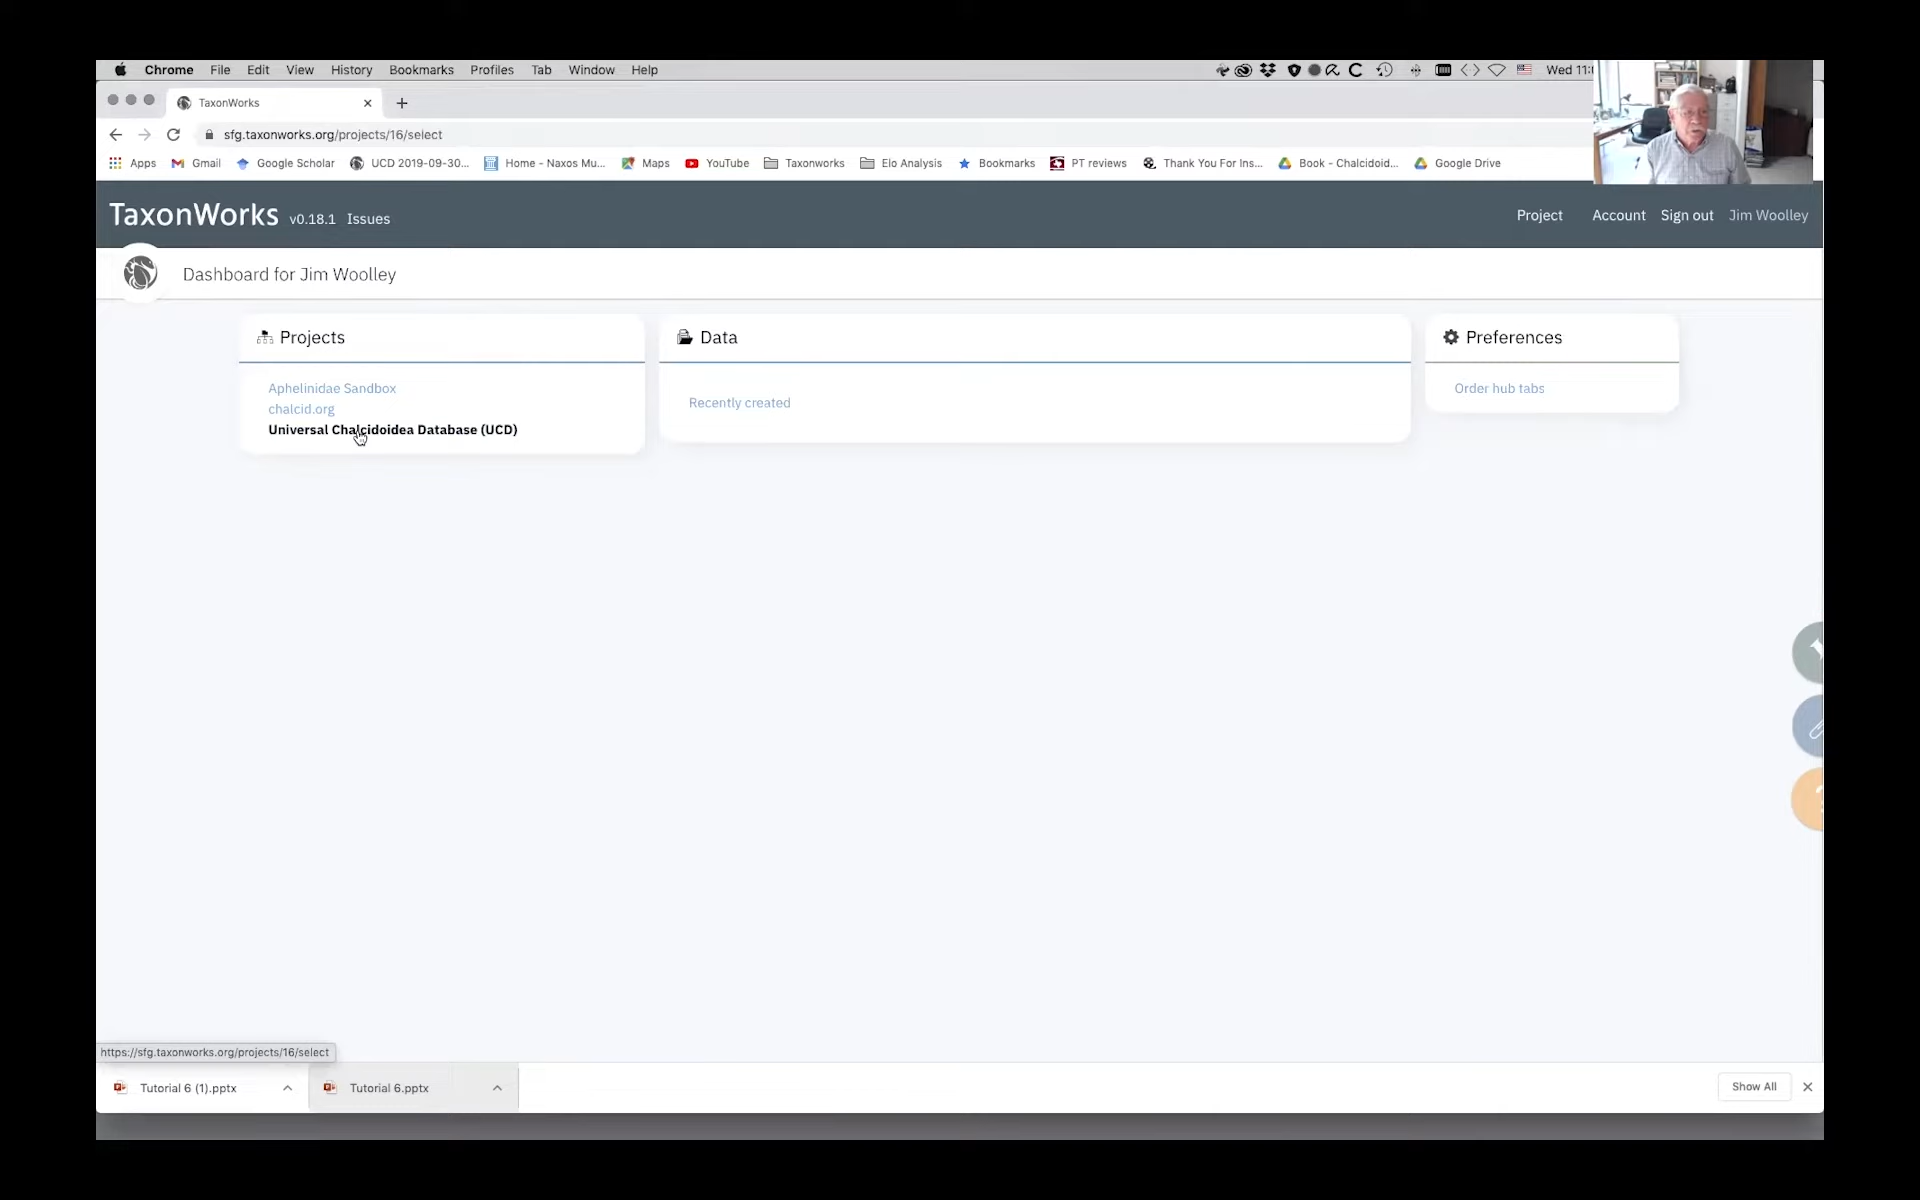 Chrome File Edit View History Bookmarks Profiles Tab Window Help
Wed 11:
TaxonWorks
sfg.taxonworks.org/projects/16/select
Apps Gmail Google Scholar UCD 2019-09-30... Home - Naxos Mu... Maps YouTube Taxonworks Elo Analysis Bookmarks PT reviews Thank You For Ins... Book - Chalcidoid... Google Drive
TaxonWorks v0.18.1 Issues Project Account Sign out Jim Woolley
Dashboard for Jim Woolley
Projects
Data
Preferences
Aphelinidae Sandbox
chalcid.org
Universal Chalcidoidea Database (UCD)
Recently created
Order hub tabs
https://sfg.taxonworks.org/projects/16/select
Tutorial 6 (1).pptx
Tutorial 6.pptx
Show All